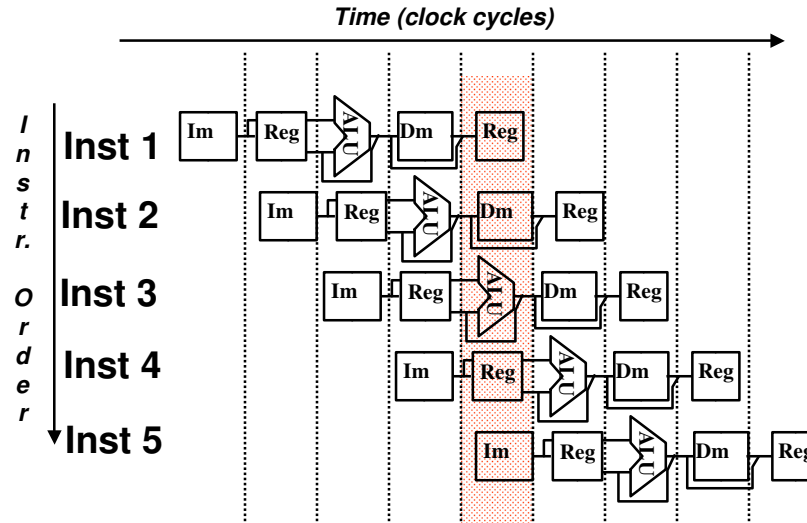 Time (clock cycles)
Instr. Order
Inst 1
Im Reg ALU Dm Reg
Inst 2
Im Reg ALU Dm Reg
Inst 3
Im Reg ALU Dm Reg
Inst 4
Im Reg ALU Dm Reg
Inst 5
Im Reg ALU Dm Reg